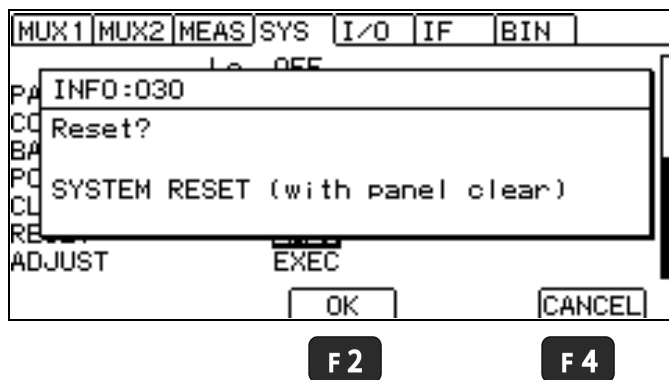 MUX1 MUX2 MEAS SYS I/O IF BIN
INFO:030
Reset?
SYSTEM RESET (with panel clear)
ADJUST EXEC
OK CANCEL
F2 F4